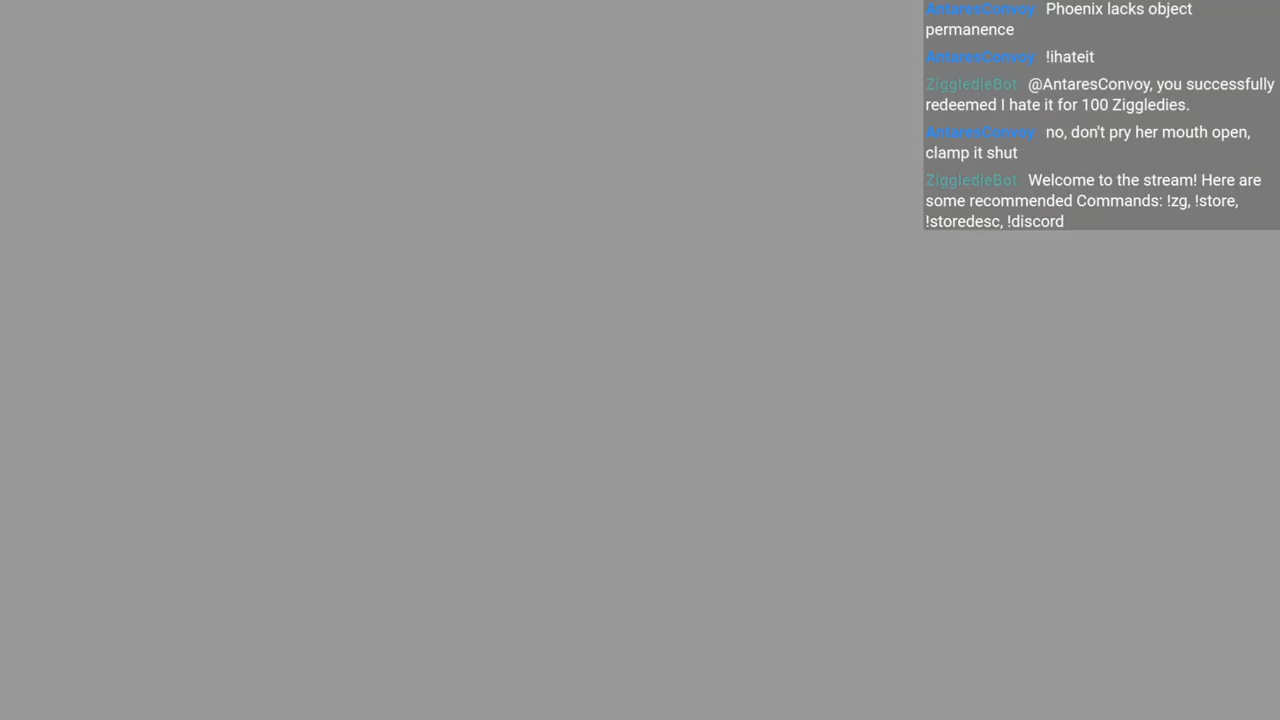 AntaresConvoy Phoenix lacks object
permanence
AntaresConvoy !ihateit
ZiggledieBot @AntaresConvoy, you successfully
redeemed I hate it for 100 Ziggledies.
AntaresConvoy no, don't pry her mouth open,
clamp it shut
ZiggledieBot Welcome to the stream! Here are
some recommended Commands: !zg, !store,
!storedesc, !discord